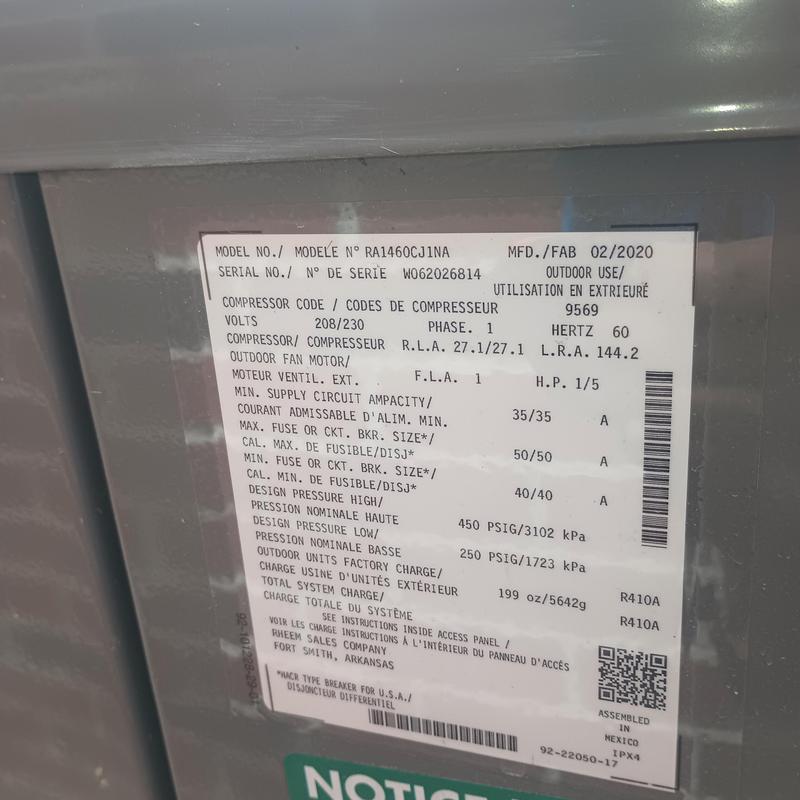 MODEL NO./ MODELE N° RA1460CJ1NA MFD./FAB 02/2020
SERIAL NO./ N° DE SERIE W062026814 OUTDOOR USE/
UTILISATION EN EXTRIEURÉ
COMPRESSOR CODE / CODES DE COMPRESSEUR 9569
VOLTS 208/230 PHASE. 1 HERTZ 60
COMPRESSOR/ COMPRESSEUR R.L.A. 27.1/27.1 L.R.A. 144.2
OUTDOOR FAN MOTOR/
MOTEUR VENTIL. EXT. F.L.A. 1 H.P. 1/5
MIN. SUPPLY CIRCUIT AMPACITY/
COURANT ADMISSABLE D'ALIM. MIN. 35/35 A
MAX. FUSE OR CKT. BKR. SIZE*/
CAL. MAX. DE FUSIBLE/DISJ* 50/50 A
MIN. FUSE OR CKT. BRK. SIZE*/
CAL. MIN. DE FUSIBLE/DISJ* 40/40 A
DESIGN PRESSURE HIGH/
PRESSION NOMINALE HAUTE 450 PSIG/3102 kPa
DESIGN PRESSURE LOW/
PRESSION NOMINALE BASSE 250 PSIG/1723 kPa
OUTDOOR UNITS FACTORY CHARGE/
CHARGE USINE D'UNITÉS EXTÉRIEUR 199 oz/5642g R410A
TOTAL SYSTEM CHARGE/
CHARGE TOTALE DU SYSTÈME R410A
SEE INSTRUCTIONS INSIDE ACCESS PANEL /
VOIR LES CHARGE INSTRUCTIONS À L'INTÉRIEUR DU PANNEAU D'ACCÈS
RHEEM SALES COMPANY
FORT SMITH, ARKANSAS
*HACR TYPE BREAKER FOR U.S.A./
DISJONCTEUR DIFFERENTIEL
ASSEMBLED
IN
MEXICO
IPX4
92-22050-17
NOTICE